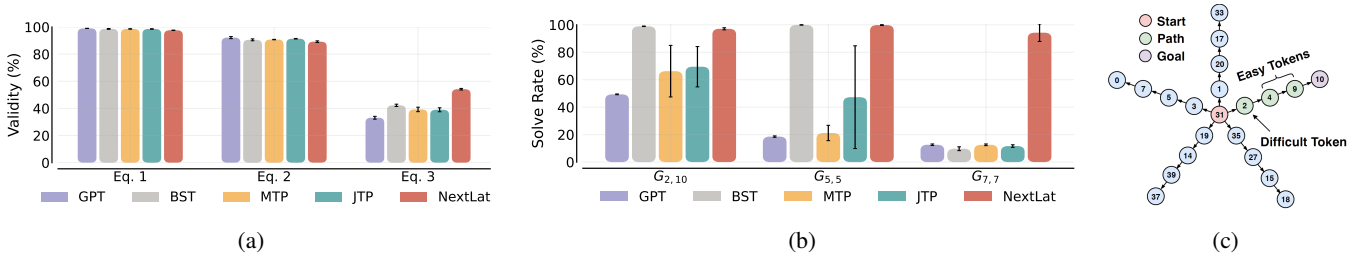 100
80
60
40
20
0
Validity (%)
Eq. 1 Eq. 2 Eq. 3
GPT BST MTP JTP NextLat
(a)
100
80
60
40
20
0
Solve Rate (%)
G2, 10 G5, 5 G7, 7
GPT BST MTP JTP NextLat
(b)
Start
Path
Goal
33
17
20
1
Easy Tokens
0 7 5 3 31 2 4 9 10
Difficult Token
19 35
14 27
39 15
37 18
(c)